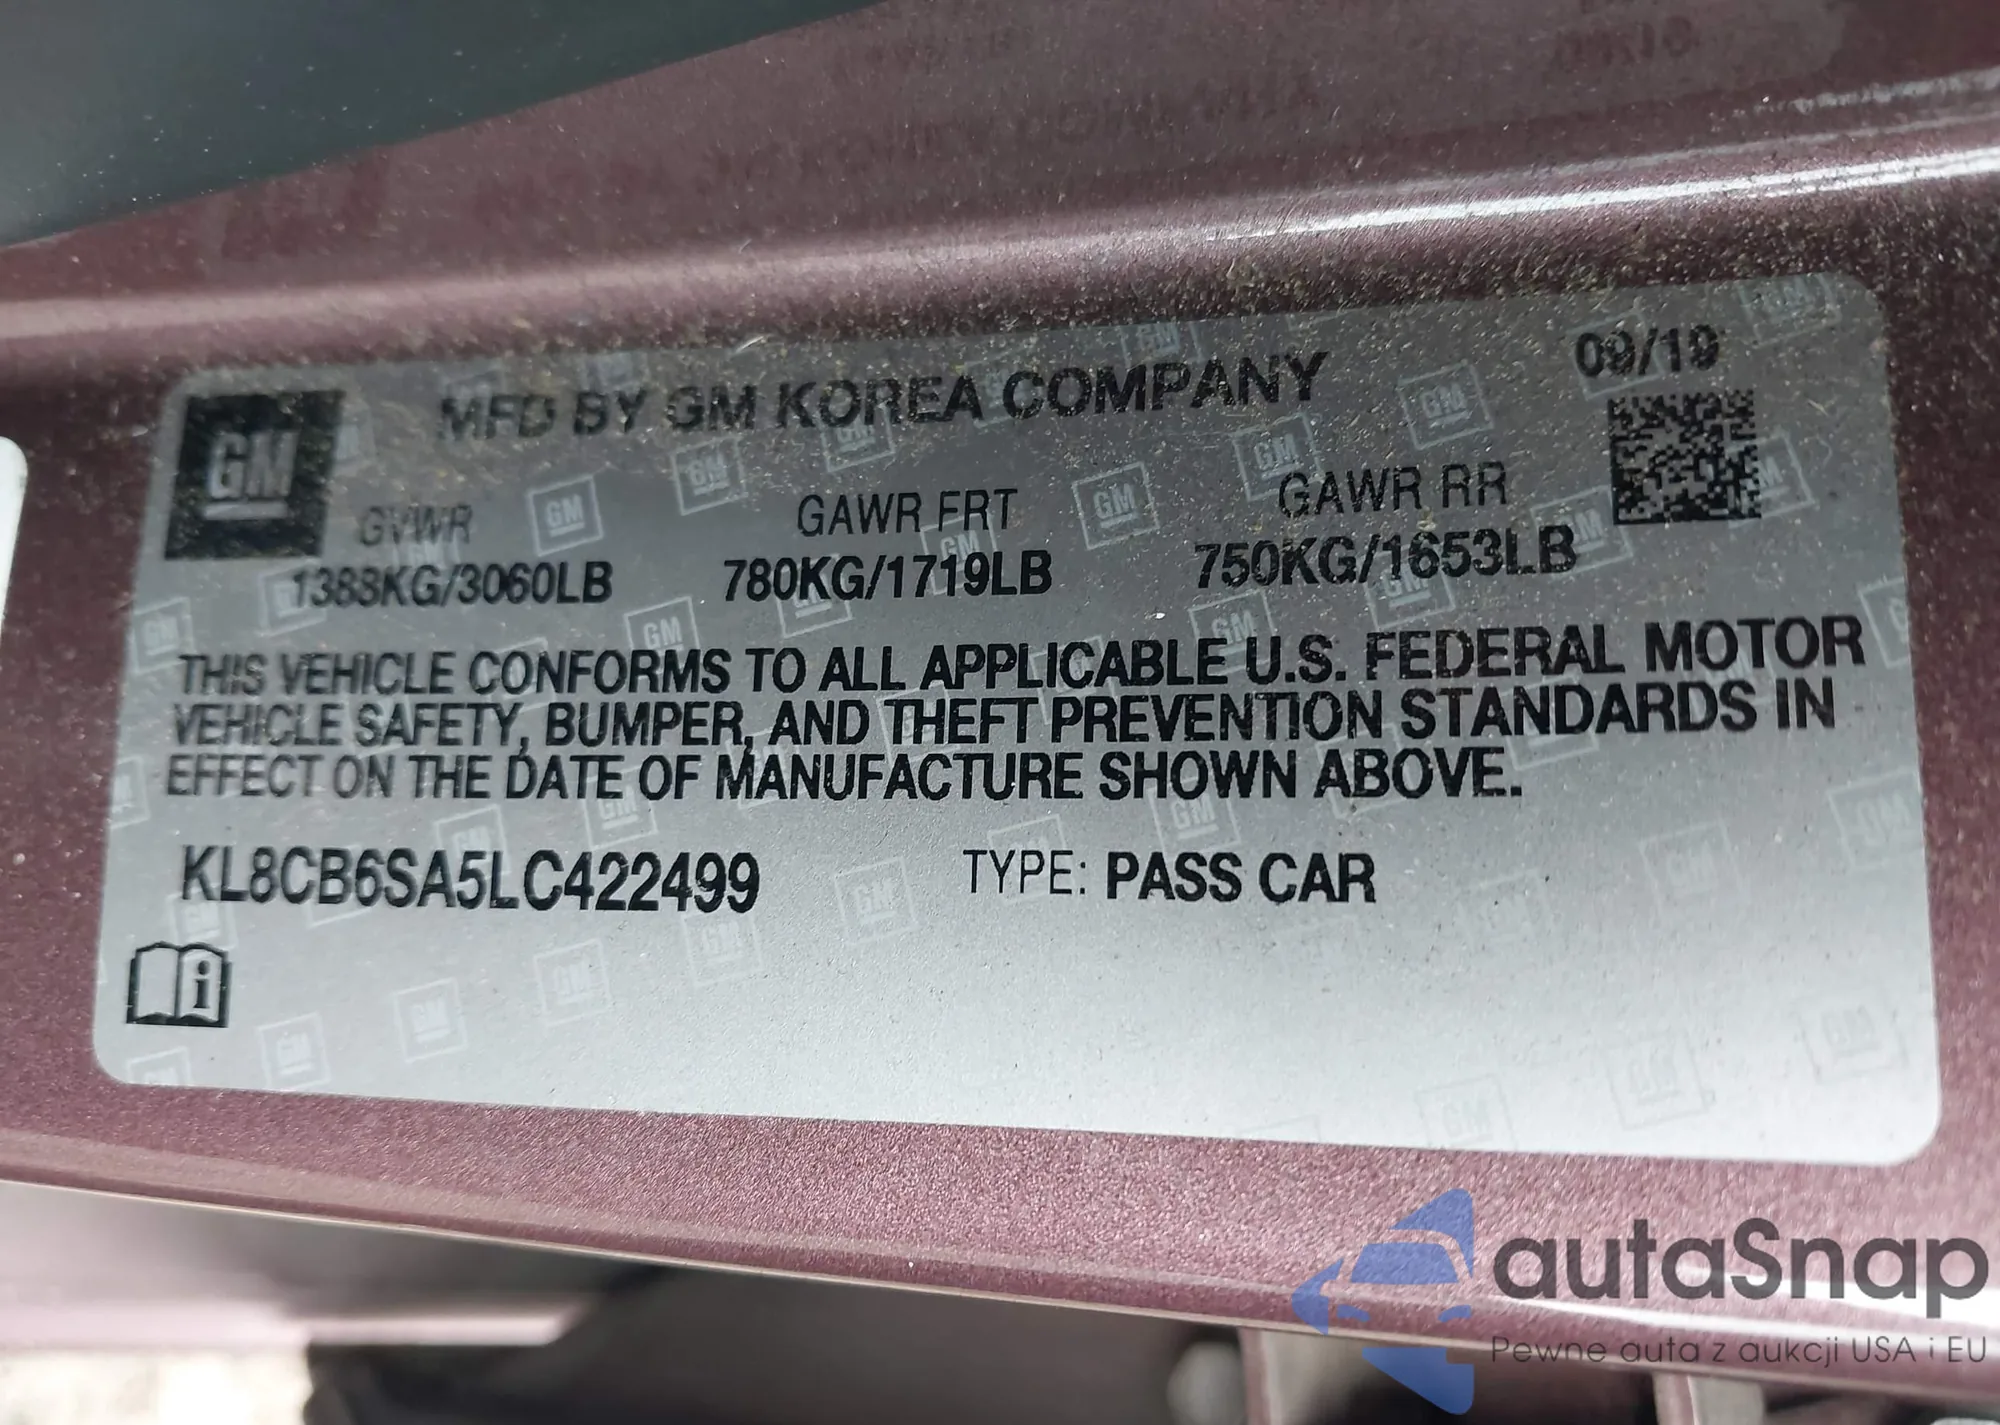 GM
MFD BY GM KOREA COMPANY
09/19
GVWR
GAWR FRT
GAWR RR
1388KG/3060LB
780KG/1719LB
750KG/1653LB
THIS VEHICLE CONFORMS TO ALL APPLICABLE U.S. FEDERAL MOTOR
VEHICLE SAFETY, BUMPER, AND THEFT PREVENTION STANDARDS IN
EFFECT ON THE DATE OF MANUFACTURE SHOWN ABOVE.
KL8CB6SA5LC422499
TYPE: PASS CAR
autaSnap
Pewne auta z aukcji USA i EU